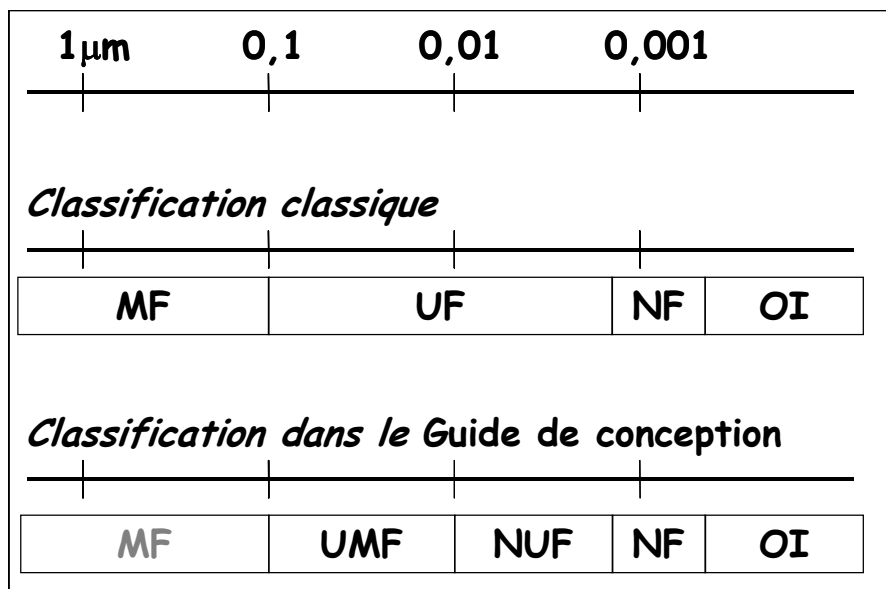 1μm 0,1 0,01 0,001
Classification classique
MF UF NF OI
Classification dans le Guide de conception
MF UMF NUF NF OI